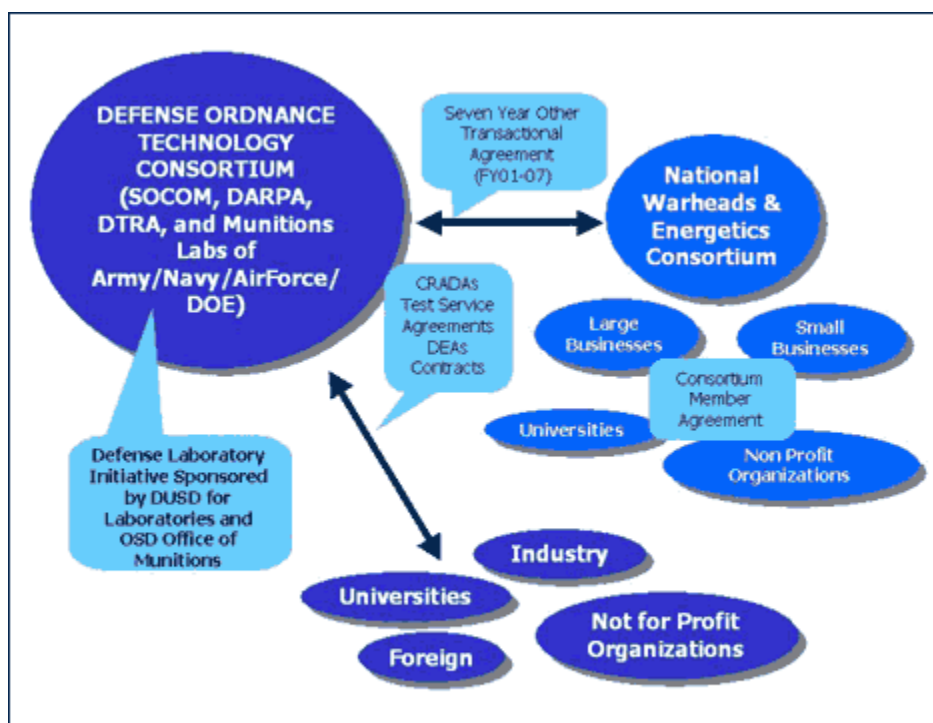 DEFENSE ORDNANCE
TECHNOLOGY
CONSORTIUM
(SOCOM, DARPA,
DTRA, and Munitions
Labs of
Army/Navy/AirForce/
DOE)
Seven Year Other
Transactional
Agreement
(FY01-07)
National
Warheads &
Energetics
Consortium
CRADAs
Test Service
Agreements
DEAs
Contracts
Large
Businesses
Small
Businesses
Consortium
Member
Agreement
Universities
Non Profit
Organizations
Defense Laboratory
Initiative Sponsored
by DUSD for
Laboratories and
OSD Office of
Munitions
Industry
Universities
Not for Profit
Organizations
Foreign